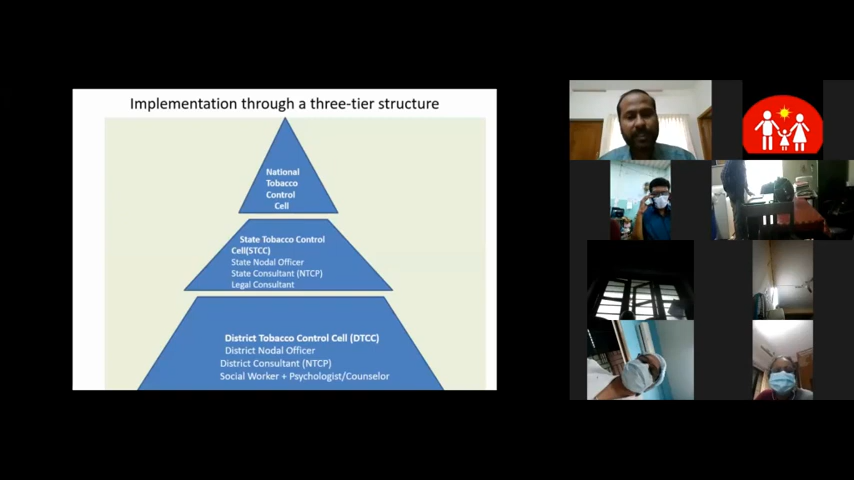 Implementation through a three-tier structure
National
Tobacco
Control
Cell
State Tobacco Control
Cell(STCC)
State Nodal Officer
State Consultant (NTCP)
Legal Consultant
District Tobacco Control Cell (DTCC)
District Nodal Officer
District Consultant (NTCP)
Social Worker + Psychologist/Counselor